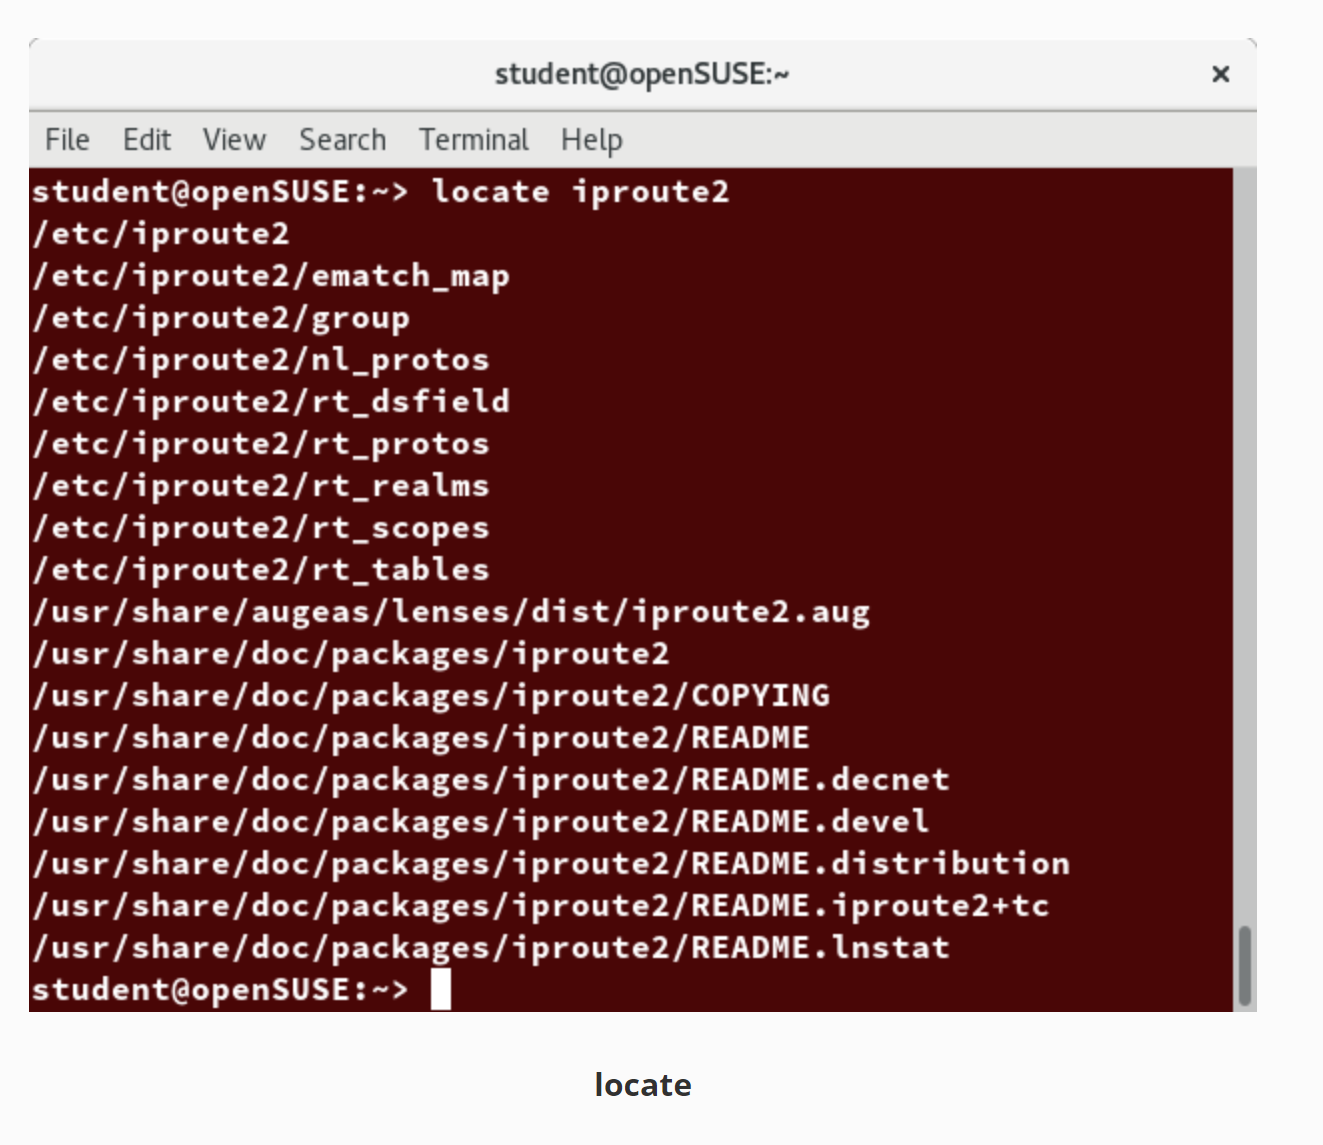 student@openSUSE:~
×
File Edit View Search Terminal Help
student@openSUSE:~> locate iproute2
/etc/iproute2
/etc/iproute2/ematch_map
/etc/iproute2/group
/etc/iproute2/nl_protos
/etc/iproute2/rt_dsfield
/etc/iproute2/rt_protos
/etc/iproute2/rt_realms
/etc/iproute2/rt_scopes
/etc/iproute2/rt_tables
/usr/share/augeas/lenses/dist/iproute2.aug
/usr/share/doc/packages/iproute2
/usr/share/doc/packages/iproute2/COPYING
/usr/share/doc/packages/iproute2/README
/usr/share/doc/packages/iproute2/README.decnet
/usr/share/doc/packages/iproute2/README.devel
/usr/share/doc/packages/iproute2/README.distribution
/usr/share/doc/packages/iproute2/README.iproute2+tc
/usr/share/doc/packages/iproute2/README.lnstat
student@openSUSE:~>
locate